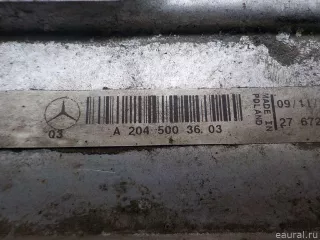 03
A 204 500 36 03
MADE IN
POLAND
09/11/
27 672
eaural.ru